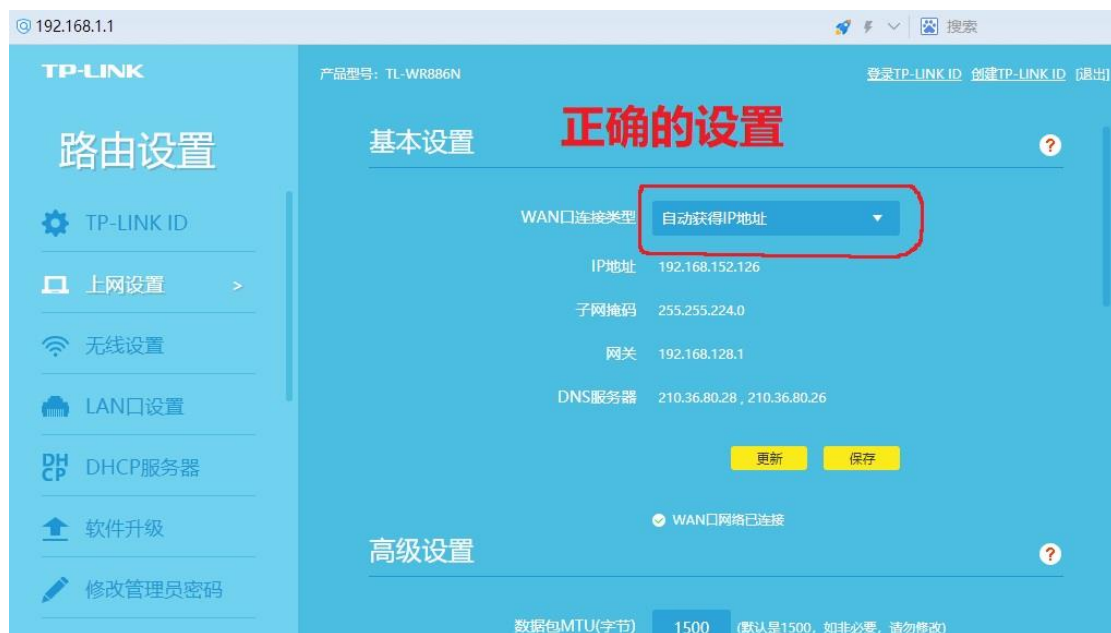 192.168.1.1
搜索
TP-LINK
产品型号：TL-WR886N
登录TP-LINK ID 创建TP-LINK ID [退出]
路由设置
基本设置
正确的设置
?
TP-LINK ID
上网设置 >
无线设置
LAN口设置
DH
CP DHCP服务器
软件升级
修改管理员密码
WAN口连接类型 自动获得IP地址
IP地址 192.168.152.126
子网掩码 255.255.224.0
网关 192.168.128.1
DNS服务器 210.36.80.28 , 210.36.80.26
更新 保存
WAN口网络已连接
高级设置
?
数据包MTU(字节) 1500 (默认是1500，如非必要，请勿修改)